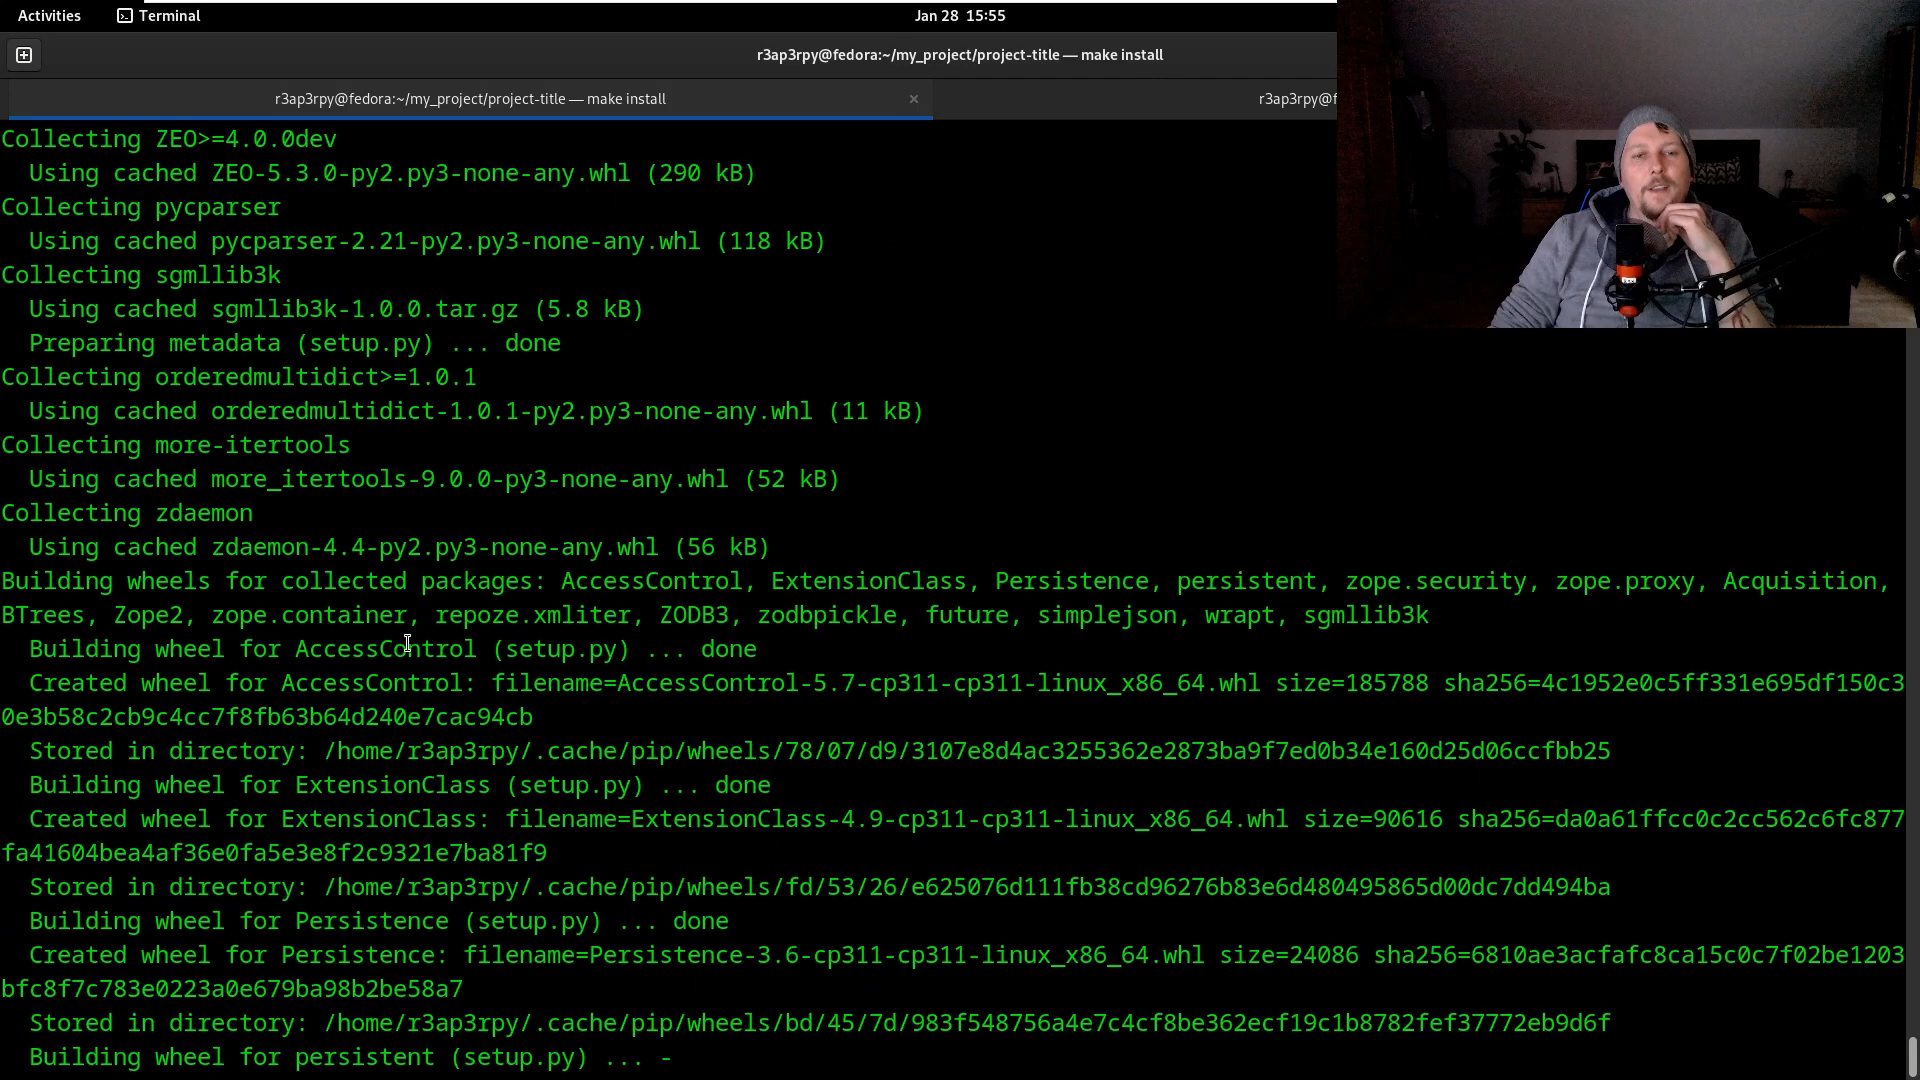 Activities
Terminal
Jan 28 15:55
r3ap3rpy@fedora:~/my_project/project-title — make install
r3ap3rpy@fedora:~/my_project/project-title — make install
×
r3ap3rpy@f
Collecting ZEO>=4.0.0dev
Using cached ZEO-5.3.0-py2.py3-none-any.whl (290 kB)
Collecting pycparser
Using cached pycparser-2.21-py2.py3-none-any.whl (118 kB)
Collecting sgmllib3k
Using cached sgmllib3k-1.0.0.tar.gz (5.8 kB)
Preparing metadata (setup.py) ... done
Collecting orderedmultidict>=1.0.1
Using cached orderedmultidict-1.0.1-py2.py3-none-any.whl (11 kB)
Collecting more-itertools
Using cached more_itertools-9.0.0-py3-none-any.whl (52 kB)
Collecting zdaemon
Using cached zdaemon-4.4-py2.py3-none-any.whl (56 kB)
Building wheels for collected packages: AccessControl, ExtensionClass, Persistence, persistent, zope.security, zope.proxy, Acquisition,
BTrees, Zope2, zope.container, repoze.xmliter, ZODB3, zodbpickle, future, simplejson, wrapt, sgmllib3k
Building wheel for AccessControl (setup.py) ... done
Created wheel for AccessControl: filename=AccessControl-5.7-cp311-cp311-linux_x86_64.whl size=185788 sha256=4c1952e0c5ff331e695df150c3
0e3b58c2cb9c4cc7f8fb63b64d240e7cac94cb
Stored in directory: /home/r3ap3rpy/.cache/pip/wheels/78/07/d9/3107e8d4ac3255362e2873ba9f7ed0b34e160d25d06ccfbb25
Building wheel for ExtensionClass (setup.py) ... done
Created wheel for ExtensionClass: filename=ExtensionClass-4.9-cp311-cp311-linux_x86_64.whl size=90616 sha256=da0a61ffcc0c2cc562c6fc877
fa41604bea4af36e0fa5e3e8f2c9321e7ba81f9
Stored in directory: /home/r3ap3rpy/.cache/pip/wheels/fd/53/26/e625076d111fb38cd96276b83e6d480495865d00dc7dd494ba
Building wheel for Persistence (setup.py) ... done
Created wheel for Persistence: filename=Persistence-3.6-cp311-cp311-linux_x86_64.whl size=24086 sha256=6810ae3acfafc8ca15c0c7f02be1203
bfc8f7c783e0223a0e679ba98b2be58a7
Stored in directory: /home/r3ap3rpy/.cache/pip/wheels/bd/45/7d/983f548756a4e7c4cf8be362ecf19c1b8782fef37772eb9d6f
Building wheel for persistent (setup.py) ... -